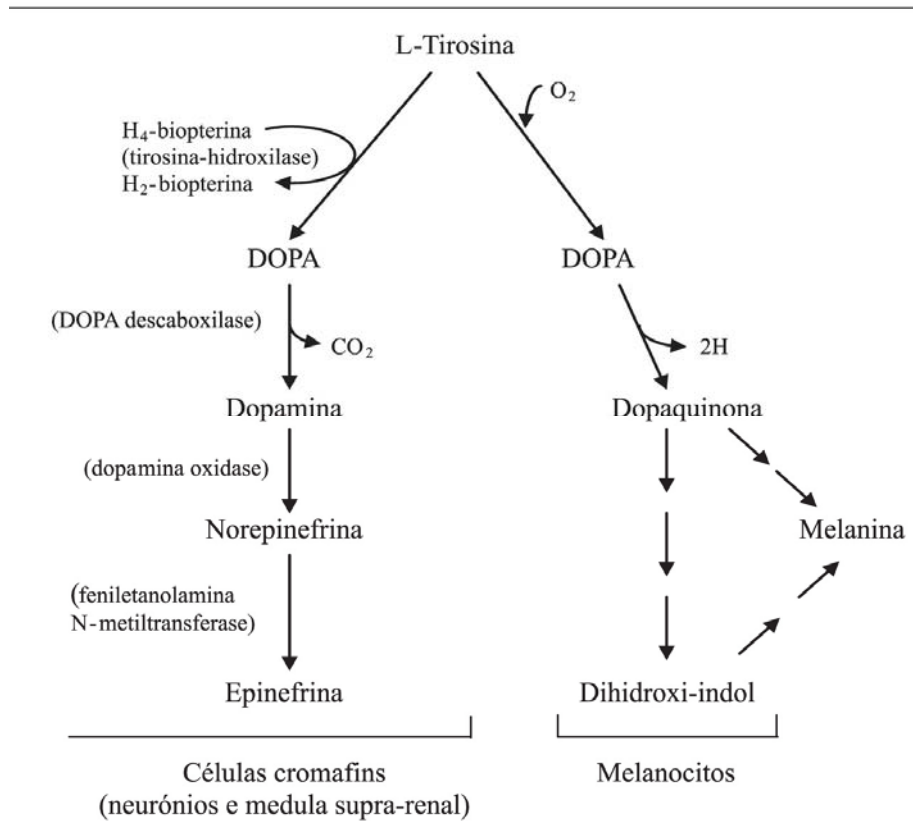 L-Tirosina
O₂
H₄-biopterina
(tirosina-hidroxilase)
H₂-biopterina
DOPA
DOPA
(DOPA descaboxilase)
CO₂
2H
Dopamina
Dopaquinona
(dopamina oxidase)
Norepinefrina
Melanina
(feniletanolamina
N-metiltransferase)
Epinefrina
Dihidroxi-indol
Células cromafins
(neurónios e medula supra-renal)
Melanocitos